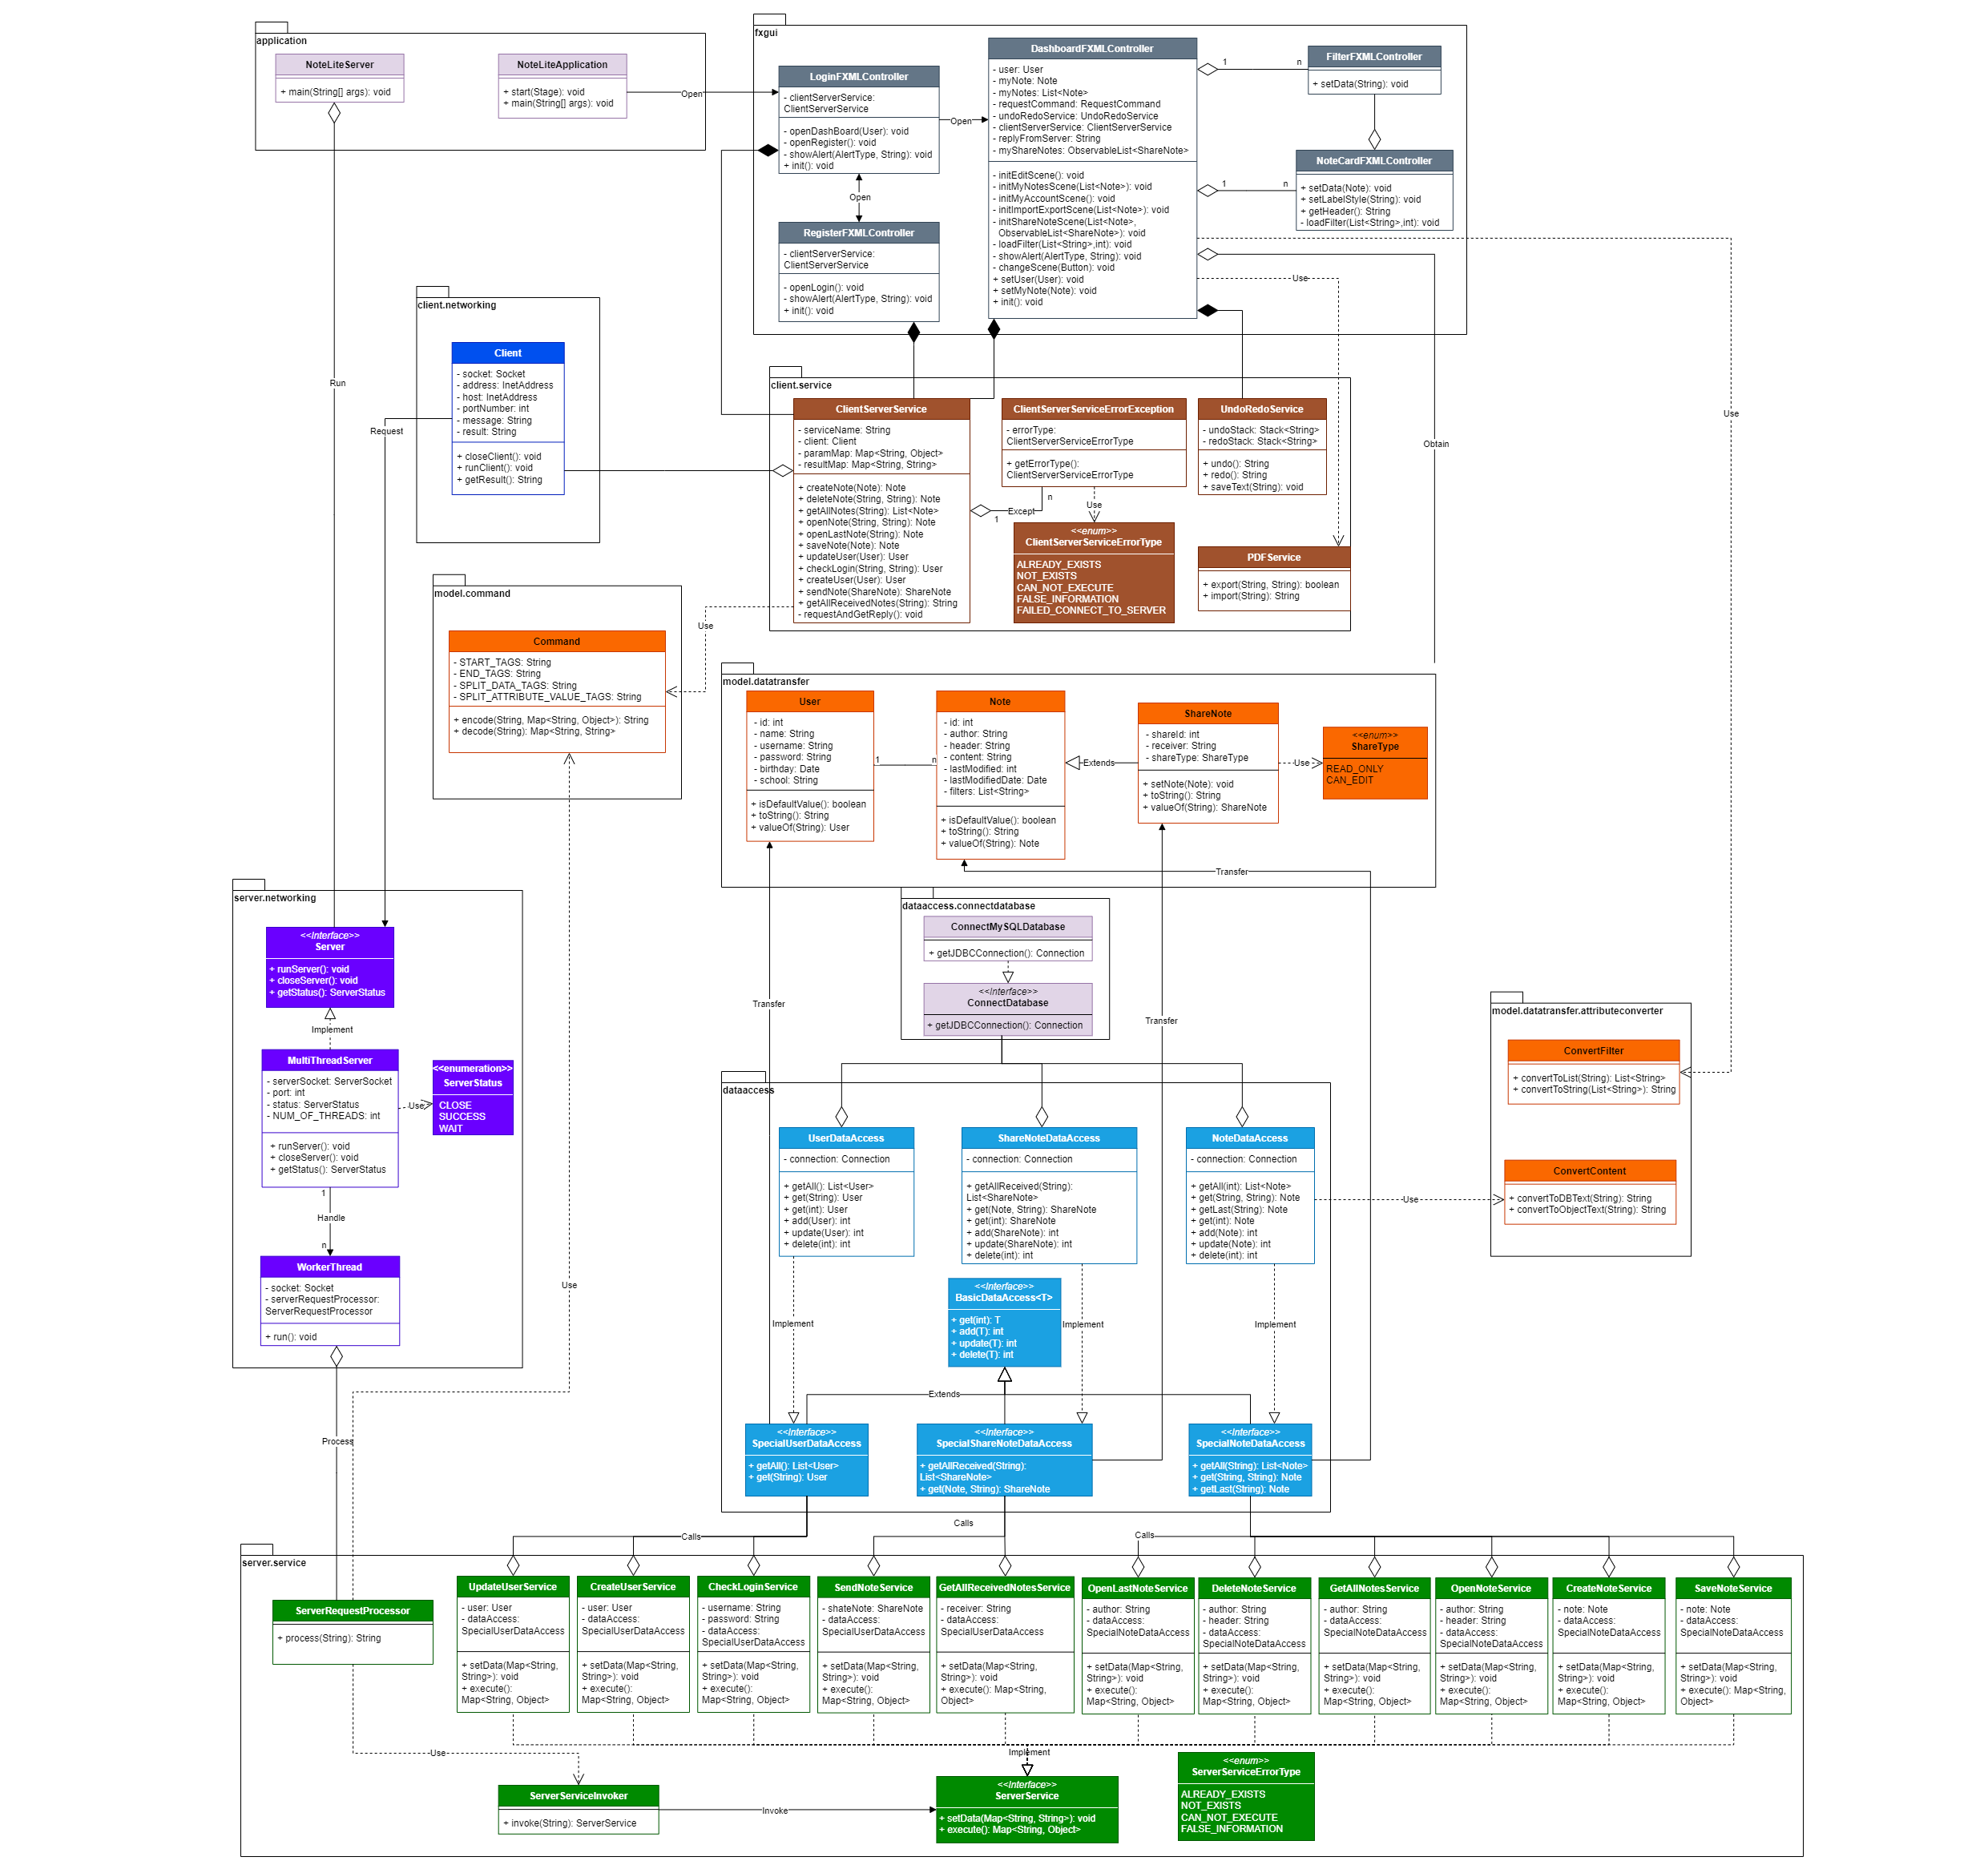 application
NoteLiteServer
+ main(String[] args): void
NoteLiteApplication
+ start(Stage): void
+ main(String[] args): void
Open
Run
fxgui
LoginFXMLController
- clientServerService:
ClientServerService
- openDashBoard(User): void
- openRegister(): void
- showAlert(AlertType, String): void
+ init(): void
Open
Open
RegisterFXMLController
- clientServerService:
ClientServerService
- openLogin(): void
- showAlert(AlertType, String): void
+ init(): void
DashboardFXMLController
- user: User
- myNote: Note
- myNotes: List<Note>
- requestCommand: RequestCommand
- undoRedoService: UndoRedoService
- clientServerService: ClientServerService
- replyFromServer: String
- myShareNotes: ObservableList<ShareNote>
- initEditScene(): void
- initMyNotesScene(List<Note>): void
- initMyAccountScene(): void
- initImportExportScene(List<Note>): void
- initShareNoteScene(List<Note>,
ObservableList<ShareNote>): void
- loadFilter(List<String>,int): void
- showAlert(AlertType, String): void
- changeScene(Button): void
+ setUser(User): void
+ setMyNote(Note): void
+ init(): void
1
n
FilterFXMLController
+ setData(String): void
1
n
NoteCardFXMLController
+ setData(Note): void
+ setLabelStyle(String): void
+ getHeader(): String
- loadFilter(List<String>,int): void
Use
Use
Obtain
client.networking
Client
- socket: Socket
- address: InetAddress
- host: InetAddress
- portNumber: int
- message: String
- result: String
+ closeClient(): void
+ runClient(): void
+ getResult(): String
Request
client.service
ClientServerService
- serviceName: String
- client: Client
- paramMap: Map<String, Object>
- resultMap: Map<String, String>
+ createNote(Note): Note
+ deleteNote(String, String): Note
+ getAllNotes(String): List<Note>
+ openNote(String, String): Note
+ openLastNote(String): Note
+ saveNote(Note): Note
+ updateUser(User): User
+ checkLogin(String, String): User
+ createUser(User): User
+ sendNote(ShareNote): ShareNote
+ getAllReceivedNotes(String): String
- requestAndGetReply(): void
ClientServerServiceErrorException
- errorType:
ClientServerServiceErrorType
+ getErrorType():
ClientServerServiceErrorType
n
Except
1
Use
<<enum>>
ClientServerServiceErrorType
ALREADY_EXISTS
NOT_EXISTS
CAN_NOT_EXECUTE
FALSE_INFORMATION
FAILED_CONNECT_TO_SERVER
UndoRedoService
- undoStack: Stack<String>
- redoStack: Stack<String>
+ undo(): String
+ redo(): String
+ saveText(String): void
PDFService
+ export(String, String): boolean
+ import(String): String
model.command
Command
- START_TAGS: String
- END_TAGS: String
- SPLIT_DATA_TAGS: String
- SPLIT_ATTRIBUTE_VALUE_TAGS: String
+ encode(String, Map<String, Object>): String
+ decode(String): Map<String, String>
Use
Use
model.datatransfer
User
- id: int
- name: String
- username: String
- password: String
- birthday: Date
- school: String
+ isDefaultValue(): boolean
+ toString(): String
+ valueOf(String): User
1
n
Note
- id: int
- author: String
- header: String
- content: String
- lastModified: int
- lastModifiedDate: Date
- filters: List<String>
+ isDefaultValue(): boolean
+ toString(): String
+ valueOf(String): Note
Extends
ShareNote
- shareId: int
- receiver: String
- shareType: ShareType
+ setNote(Note): void
+ toString(): String
+ valueOf(String): ShareNote
Use
<<enum>>
ShareType
READ_ONLY
CAN_EDIT
Transfer
Transfer
Transfer
dataaccess.connectdatabase
ConnectMySQLDatabase
+ getJDBCConnection(): Connection
<<Interface>>
ConnectDatabase
+ getJDBCConnection(): Connection
server.networking
<<Interface>>
Server
+ runServer(): void
+ closeServer(): void
+ getStatus(): ServerStatus
Implement
MultiThreadServer
- serverSocket: ServerSocket
- port: int
- status: ServerStatus
- NUM_OF_THREADS: int
+ runServer(): void
+ closeServer(): void
+ getStatus(): ServerStatus
Use
<<enumeration>>
ServerStatus
CLOSE
SUCCESS
WAIT
1
Handle
n
WorkerThread
- socket: Socket
- serverRequestProcessor:
ServerRequestProcessor
+ run(): void
Process
model.datatransfer.attributeconverter
ConvertFilter
+ convertToList(String): List<String>
+ convertToString(List<String>): String
ConvertContent
+ convertToDBText(String): String
+ convertToObjectText(String): String
Use
dataaccess
UserDataAccess
- connection: Connection
+ getAll(): List<User>
+ get(String): User
+ get(int): User
+ add(User): int
+ update(User): int
+ delete(int): int
ShareNoteDataAccess
- connection: Connection
+ getAllReceived(String):
List<ShareNote>
+ get(Note, String): ShareNote
+ get(int): ShareNote
+ add(ShareNote): int
+ update(ShareNote): int
+ delete(int): int
NoteDataAccess
- connection: Connection
+ getAll(int): List<Note>
+ get(String, String): Note
+ getLast(String): Note
+ get(int): Note
+ add(Note): int
+ update(Note): int
+ delete(int): int
<<Interface>>
BasicDataAccess<T>
+ get(int): T
+ add(T): int
+ update(T): int
+ delete(T): int
Implement
Implement
Implement
Extends
<<Interface>>
SpecialUserDataAccess
+ getAll(): List<User>
+ get(String): User
<<Interface>>
SpecialShareNoteDataAccess
+ getAllReceived(String):
List<ShareNote>
+ get(Note, String): ShareNote
<<Interface>>
SpecialNoteDataAccess
+ getAll(String): List<Note>
+ get(String, String): Note
+ getLast(String): Note
Calls
Calls
Calls
server.service
ServerRequestProcessor
+ process(String): String
UpdateUserService
- user: User
- dataAccess:
SpecialUserDataAccess
+ setData(Map<String,
String>): void
+ execute():
Map<String, Object>
CreateUserService
- user: User
- dataAccess:
SpecialUserDataAccess
+ setData(Map<String,
String>): void
+ execute():
Map<String, Object>
CheckLoginService
- username: String
- password: String
- dataAccess:
SpecialUserDataAccess
+ setData(Map<String,
String>): void
+ execute():
Map<String, Object>
SendNoteService
- shateNote: ShareNote
- dataAccess:
SpecialUserDataAccess
+ setData(Map<String,
String>): void
+ execute():
Map<String, Object>
GetAllReceivedNotesService
- receiver: String
- dataAccess:
SpecialUserDataAccess
+ setData(Map<String,
String>): void
+ execute(): Map<String,
Object>
OpenLastNoteService
- author: String
- dataAccess:
SpecialNoteDataAccess
+ setData(Map<String,
String>): void
+ execute():
Map<String, Object>
DeleteNoteService
- author: String
- header: String
- dataAccess:
SpecialNoteDataAccess
+ setData(Map<String,
String>): void
+ execute():
Map<String, Object>
GetAllNotesService
- author: String
- dataAccess:
SpecialNoteDataAccess
+ setData(Map<String,
String>): void
+ execute():
Map<String, Object>
OpenNoteService
- author: String
- header: String
- dataAccess:
SpecialNoteDataAccess
+ setData(Map<String,
String>): void
+ execute():
Map<String, Object>
CreateNoteService
- note: Note
- dataAccess:
SpecialNoteDataAccess
+ setData(Map<String,
String>): void
+ execute():
Map<String, Object>
SaveNoteService
- note: Note
- dataAccess:
SpecialNoteDataAccess
+ setData(Map<String,
String>): void
+ execute(): Map<String,
Object>
Use
Implement
ServerServiceInvoker
+ invoke(String): ServerService
Invoke
<<Interface>>
ServerService
+ setData(Map<String, String>): void
+ execute(): Map<String, Object>
<<enum>>
ServerServiceErrorType
ALREADY_EXISTS
NOT_EXISTS
CAN_NOT_EXECUTE
FALSE_INFORMATION